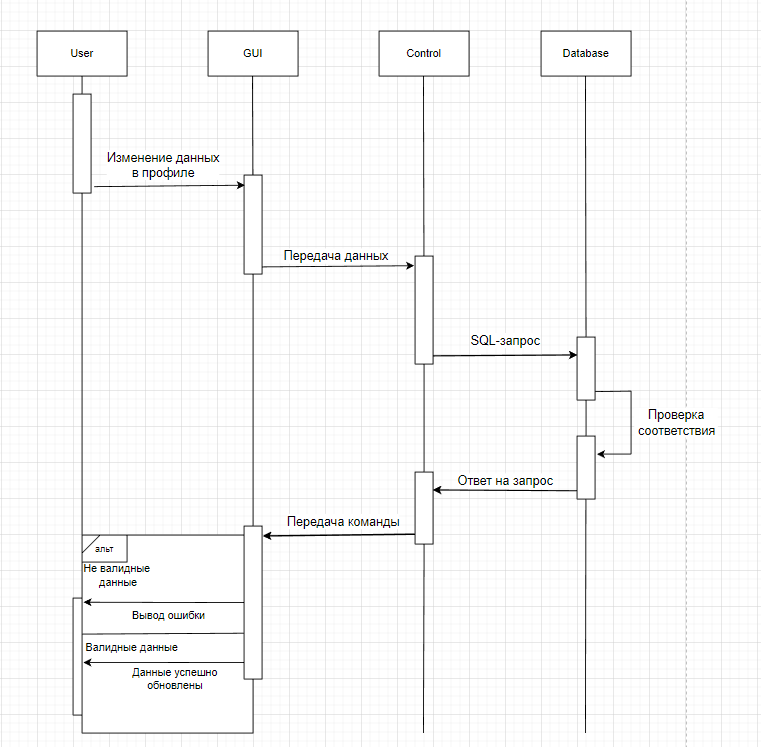 User
GUI
Control
Database
Изменение данных
в профиле
Передача данных
SQL-запрос
Проверка
соответствия
Ответ на запрос
Передача команды
альт
Не валидные
данные
Вывод ошибки
Валидные данные
Данные успешно
обновлены